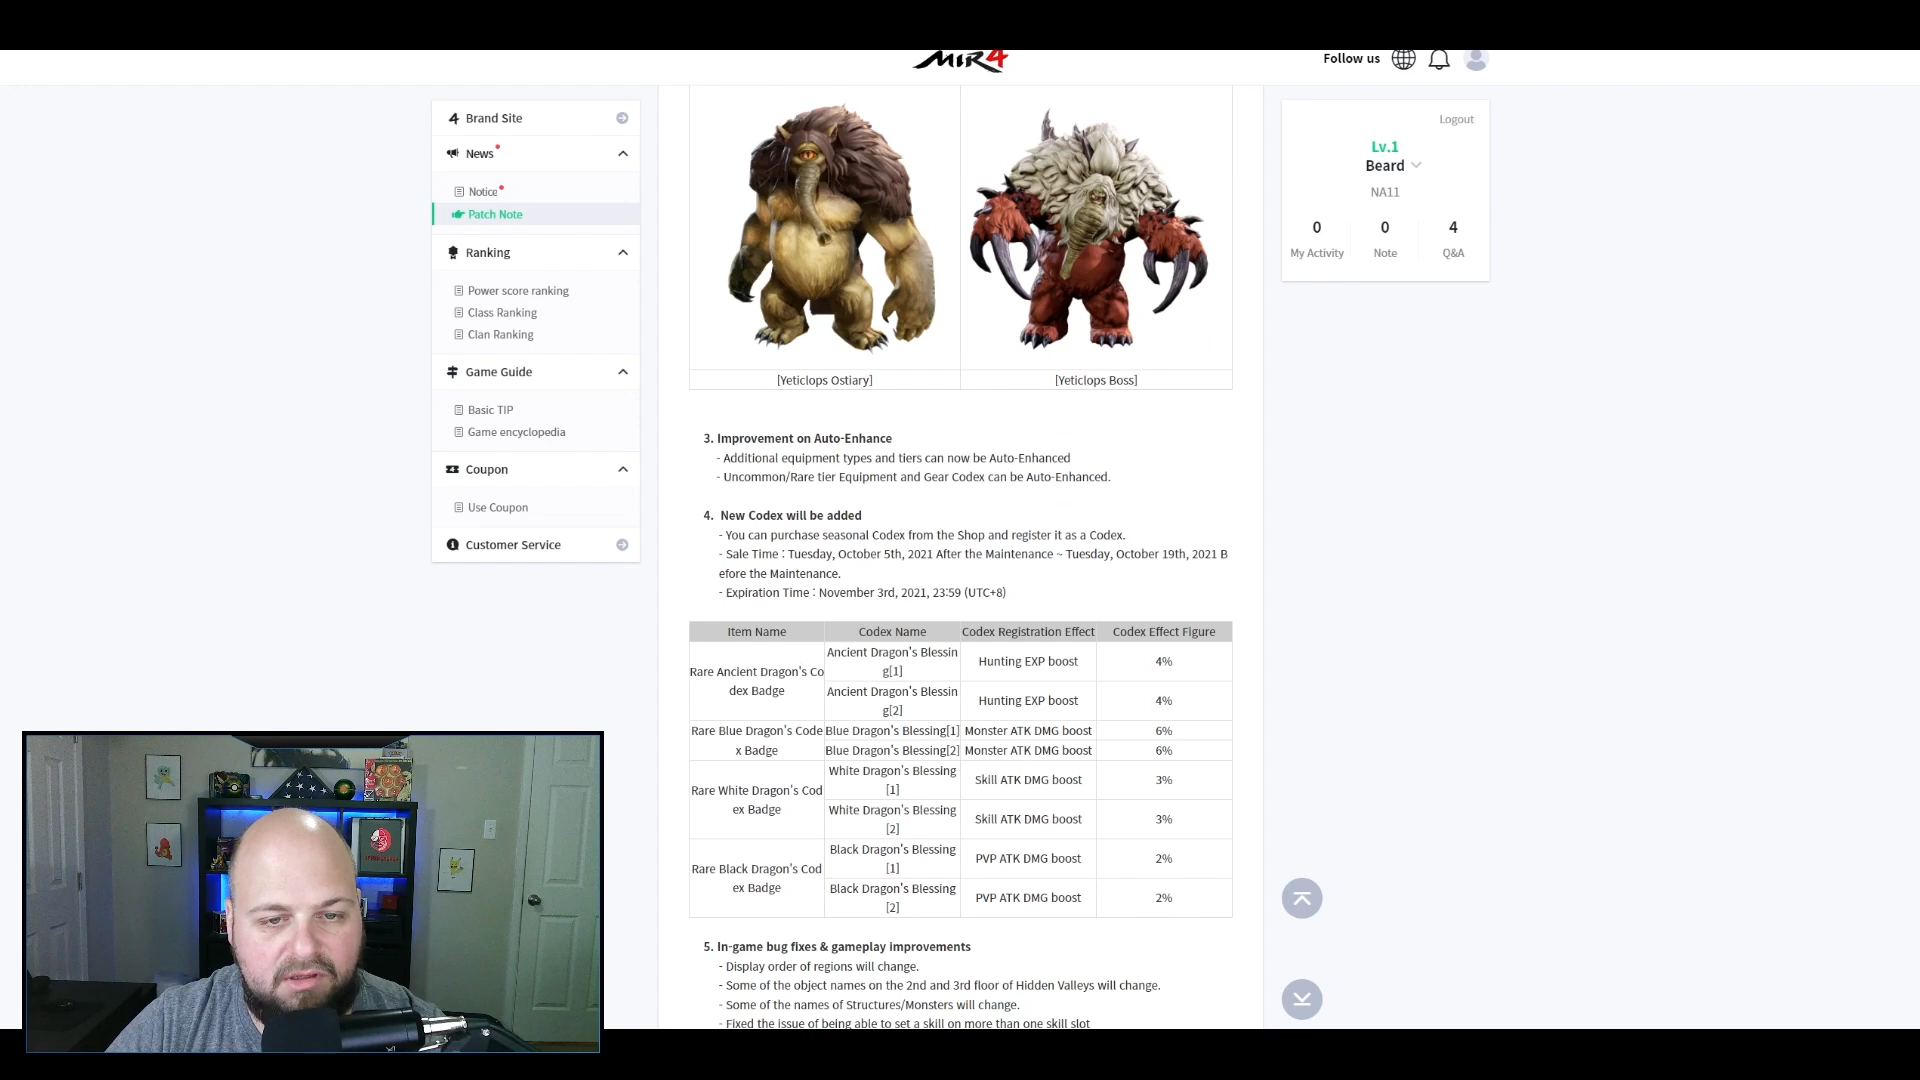 MIR4
Follow us
Brand Site
News
Notice
Patch Note
Ranking
Power score ranking
Class Ranking
Clan Ranking
Game Guide
Basic TIP
Game encyclopedia
Coupon
Use Coupon
Customer Service
[Yeticlops Ostiary] [Yeticlops Boss]
3. Improvement on Auto-Enhance
- Additional equipment types and tiers can now be Auto-Enhanced
- Uncommon/Rare tier Equipment and Gear Codex can be Auto-Enhanced.
4. New Codex will be added
- You can purchase seasonal Codex from the Shop and register it as a Codex.
- Sale Time : Tuesday, October 5th, 2021 After the Maintenance ~ Tuesday, October 19th, 2021 B
efore the Maintenance.
- Expiration Time : November 3rd, 2021, 23:59 (UTC+8)
Item Name Codex Name Codex Registration Effect Codex Effect Figure
Rare Ancient Dragon's Co
dex Badge
Ancient Dragon's Blessin
g[1]
Hunting EXP boost 4%
Ancient Dragon's Blessin
g[2]
Hunting EXP boost 4%
Rare Blue Dragon's Code
x Badge
Blue Dragon's Blessing[1] Monster ATK DMG boost 6%
Blue Dragon's Blessing[2] Monster ATK DMG boost 6%
Rare White Dragon's Cod
ex Badge
White Dragon's Blessing
[1]
Skill ATK DMG boost 3%
White Dragon's Blessing
[2]
Skill ATK DMG boost 3%
Rare Black Dragon's Cod
ex Badge
Black Dragon's Blessing
[1]
PVP ATK DMG boost 2%
Black Dragon's Blessing
[2]
PVP ATK DMG boost 2%
5. In-game bug fixes & gameplay improvements
- Display order of regions will change.
- Some of the object names on the 2nd and 3rd floor of Hidden Valleys will change.
- Some of the names of Structures/Monsters will change.
- Fixed the issue of being able to set a skill on more than one skill slot
Logout
Lv.1
Beard
NA11
0 0 4
My Activity Note Q&A